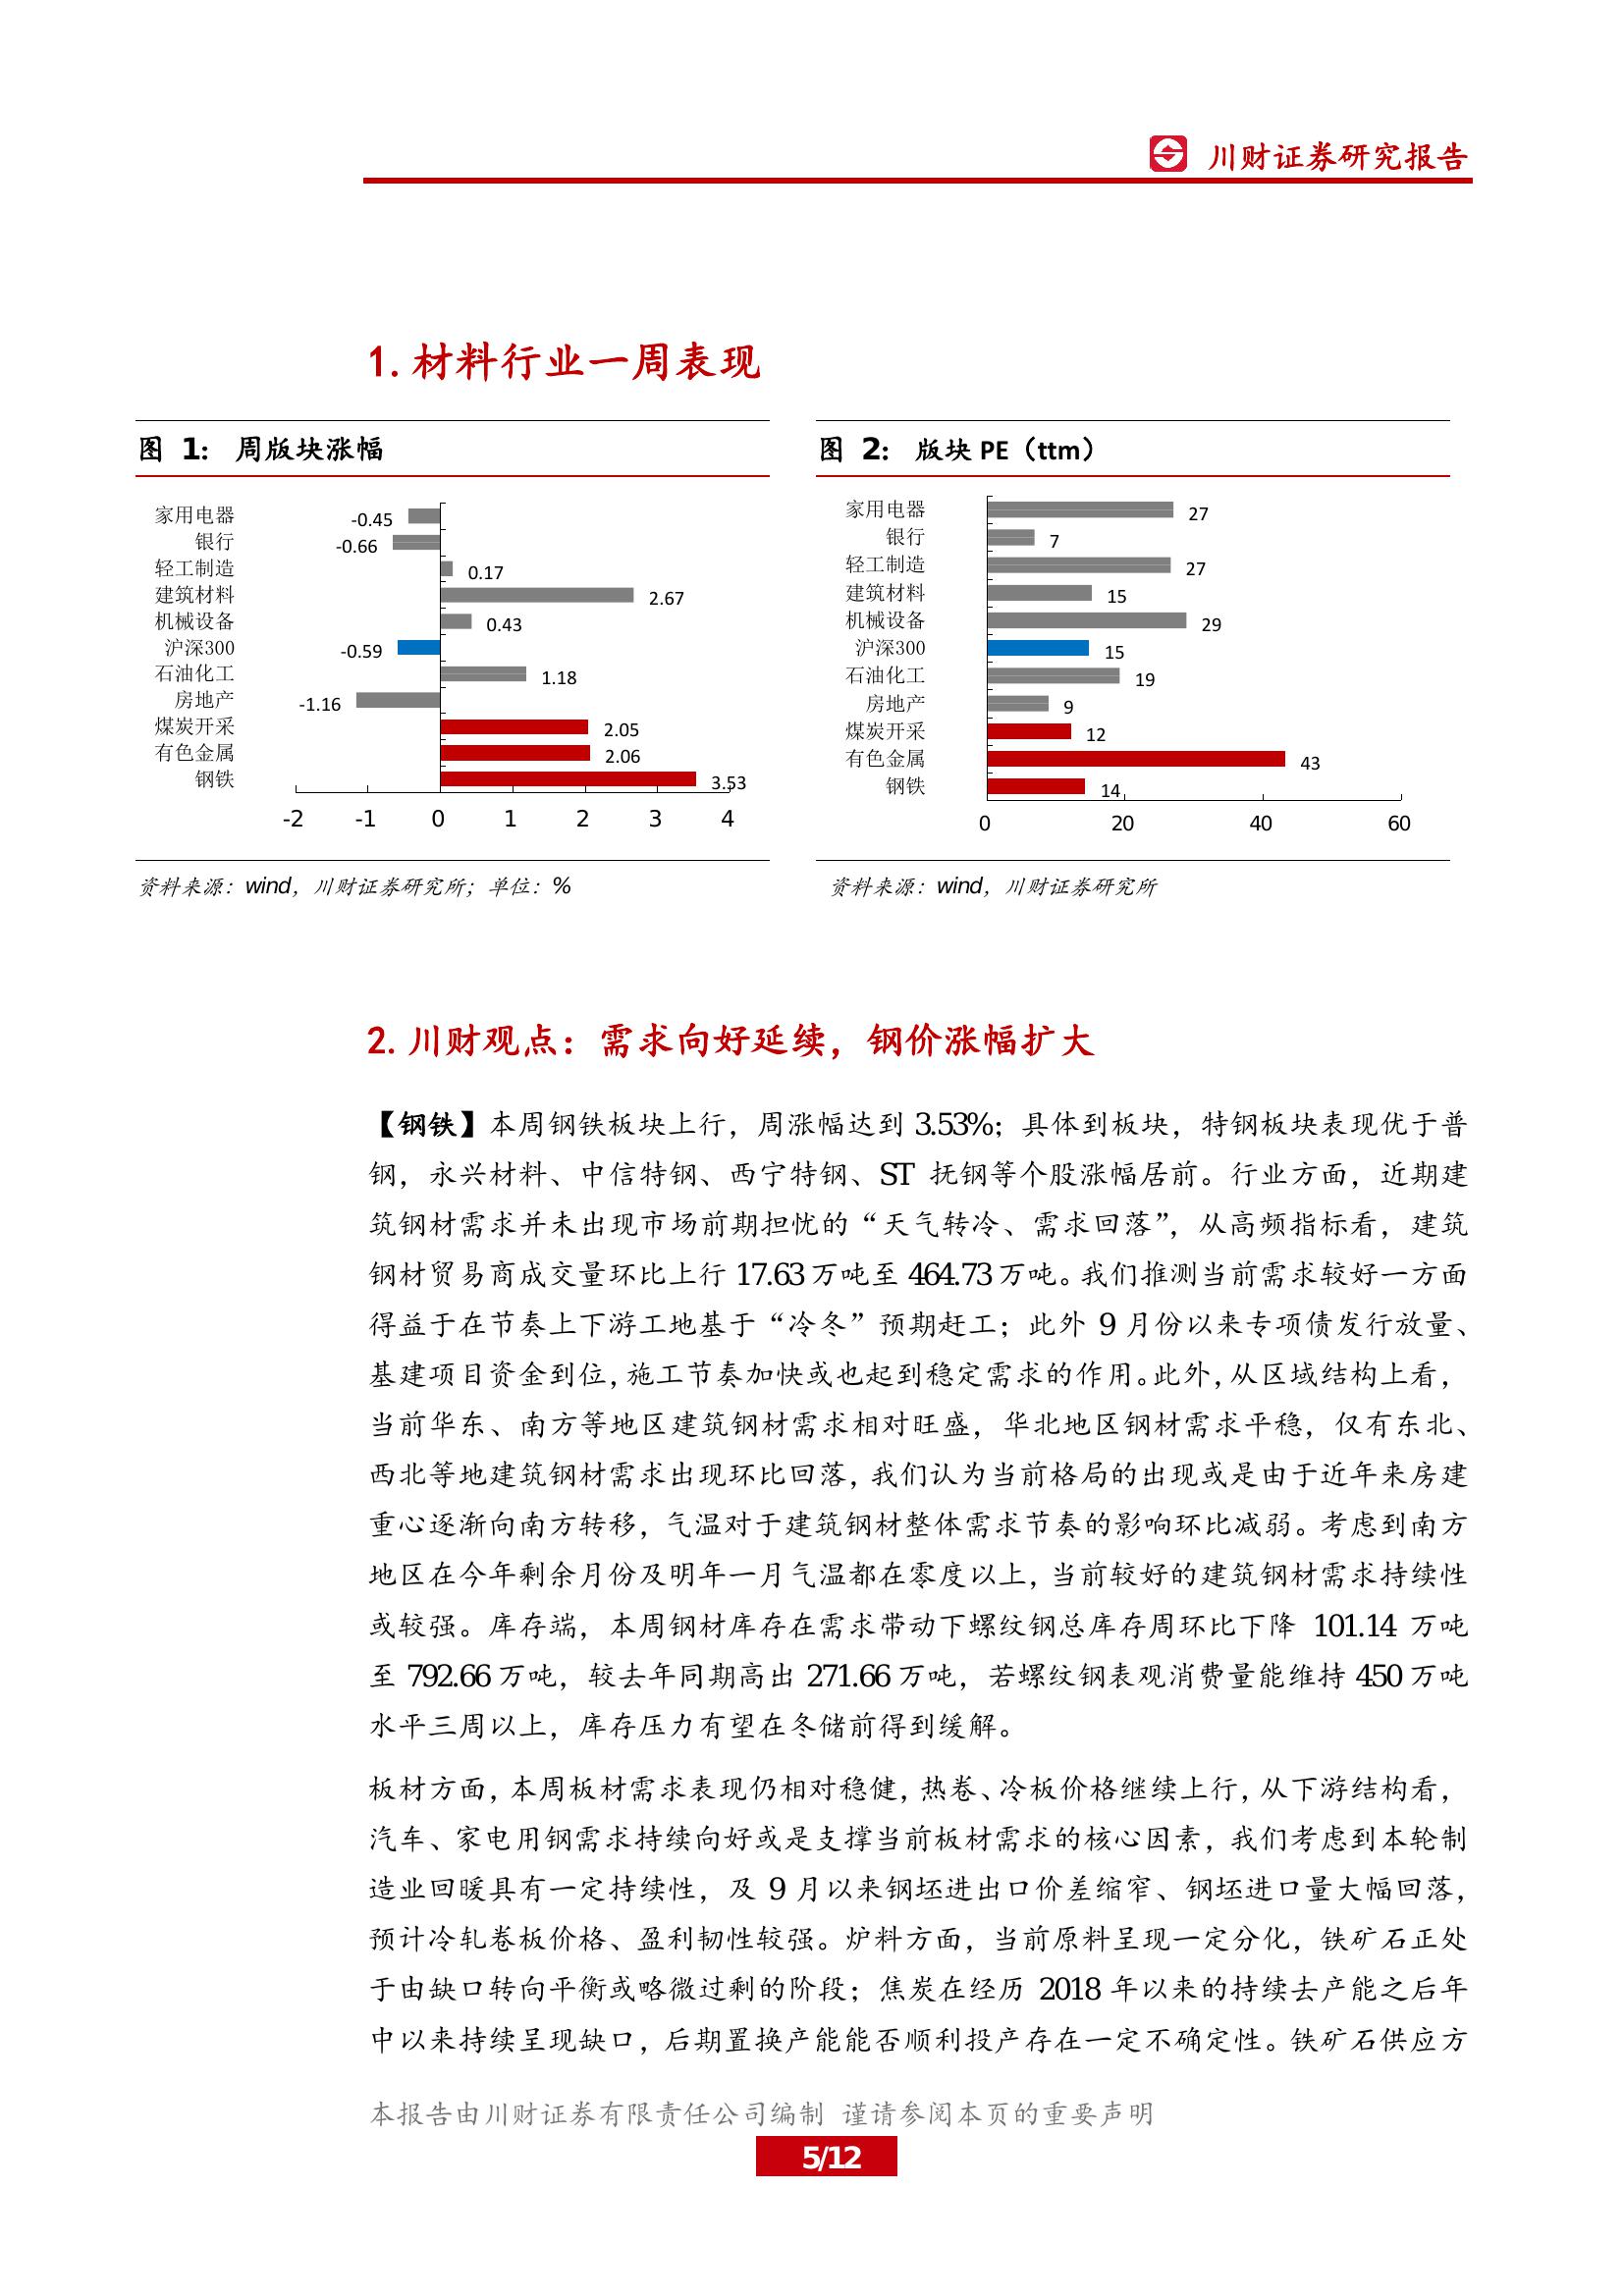 川财证券研究报告
1. 材料行业一周表现
图 1: 周版块涨幅
家用电器 -0.45
银行 -0.66
轻工制造 0.17
建筑材料 2.67
机械设备 0.43
沪深300 -0.59
石油化工 1.18
房地产 -1.16
煤炭开采 2.05
有色金属 2.06
钢铁 3.53
-2 -1 0 1 2 3 4
资料来源：wind，川财证券研究所；单位：%
图 2: 版块 PE（ttm）
家用电器 27
银行 7
轻工制造 27
建筑材料 15
机械设备 29
沪深300 15
石油化工 19
房地产 9
煤炭开采 12
有色金属 43
钢铁 14
0 20 40 60
资料来源：wind，川财证券研究所
2. 川财观点：需求向好延续，钢价涨幅扩大
【钢铁】本周钢铁板块上行，周涨幅达到 3.53%；具体到板块，特钢板块表现优于普
钢，永兴材料、中信特钢、西宁特钢、ST 抚钢等个股涨幅居前。行业方面，近期建
筑钢材需求并未出现市场前期担忧的“天气转冷、需求回落”，从高频指标看，建筑
钢材贸易商成交量环比上行 17.63 万吨至 464.73 万吨。我们推测当前需求较好一方面
得益于在节奏上下游工地基于“冷冬”预期赶工；此外 9 月份以来专项债发行放量、
基建项目资金到位，施工节奏加快或也起到稳定需求的作用。此外，从区域结构上看，
当前华东、南方等地区建筑钢材需求相对旺盛，华北地区钢材需求平稳，仅有东北、
西北等地建筑钢材需求出现环比回落，我们认为当前格局的出现或是由于近年来房建
重心逐渐向南方转移，气温对于建筑钢材整体需求节奏的影响环比减弱。考虑到南方
地区在今年剩余月份及明年一月气温都在零度以上，当前较好的建筑钢材需求持续性
或较强。库存端，本周钢材库存在需求带动下螺纹钢总库存周环比下降 101.14 万吨
至 792.66 万吨，较去年同期高出 271.66 万吨，若螺纹钢表观消费量能维持 450 万吨
水平三周以上，库存压力有望在冬储前得到缓解。
板材方面，本周板材需求表现仍相对稳健，热卷、冷板价格继续上行，从下游结构看，
汽车、家电用钢需求持续向好或是支撑当前板材需求的核心因素，我们考虑到本轮制
造业回暖具有一定持续性，及 9 月以来钢坯进出口价差缩窄、钢坯进口量大幅回落，
预计冷轧卷板价格、盈利韧性较强。炉料方面，当前原料呈现一定分化，铁矿石正处
于由缺口转向平衡或略微过剩的阶段；焦炭在经历 2018 年以来的持续去产能之后年
中以来持续呈现缺口，后期置换产能能否顺利投产存在一定不确定性。铁矿石供应方
本报告由川财证券有限责任公司编制 谨请参阅本页的重要声明
5/12